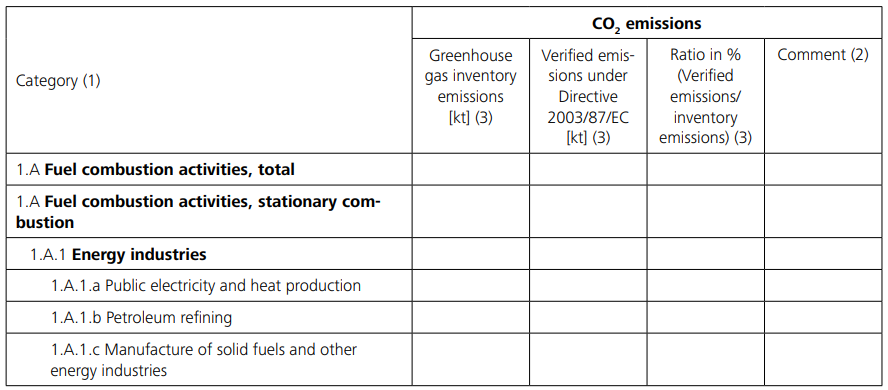 CO2 emissions
Category (1)
Greenhouse
gas inventory
emissions
[kt] (3)
Verified emis-
sions under
Directive
2003/87/EC
[kt] (3)
Ratio in %
(Verified
emissions/
inventory
emissions) (3)
Comment (2)
1.A Fuel combustion activities, total
1.A Fuel combustion activities, stationary com-
bustion
1.A.1 Energy industries
1.A.1.a Public electricity and heat production
1.A.1.b Petroleum refining
1.A.1.c Manufacture of solid fuels and other
energy industries